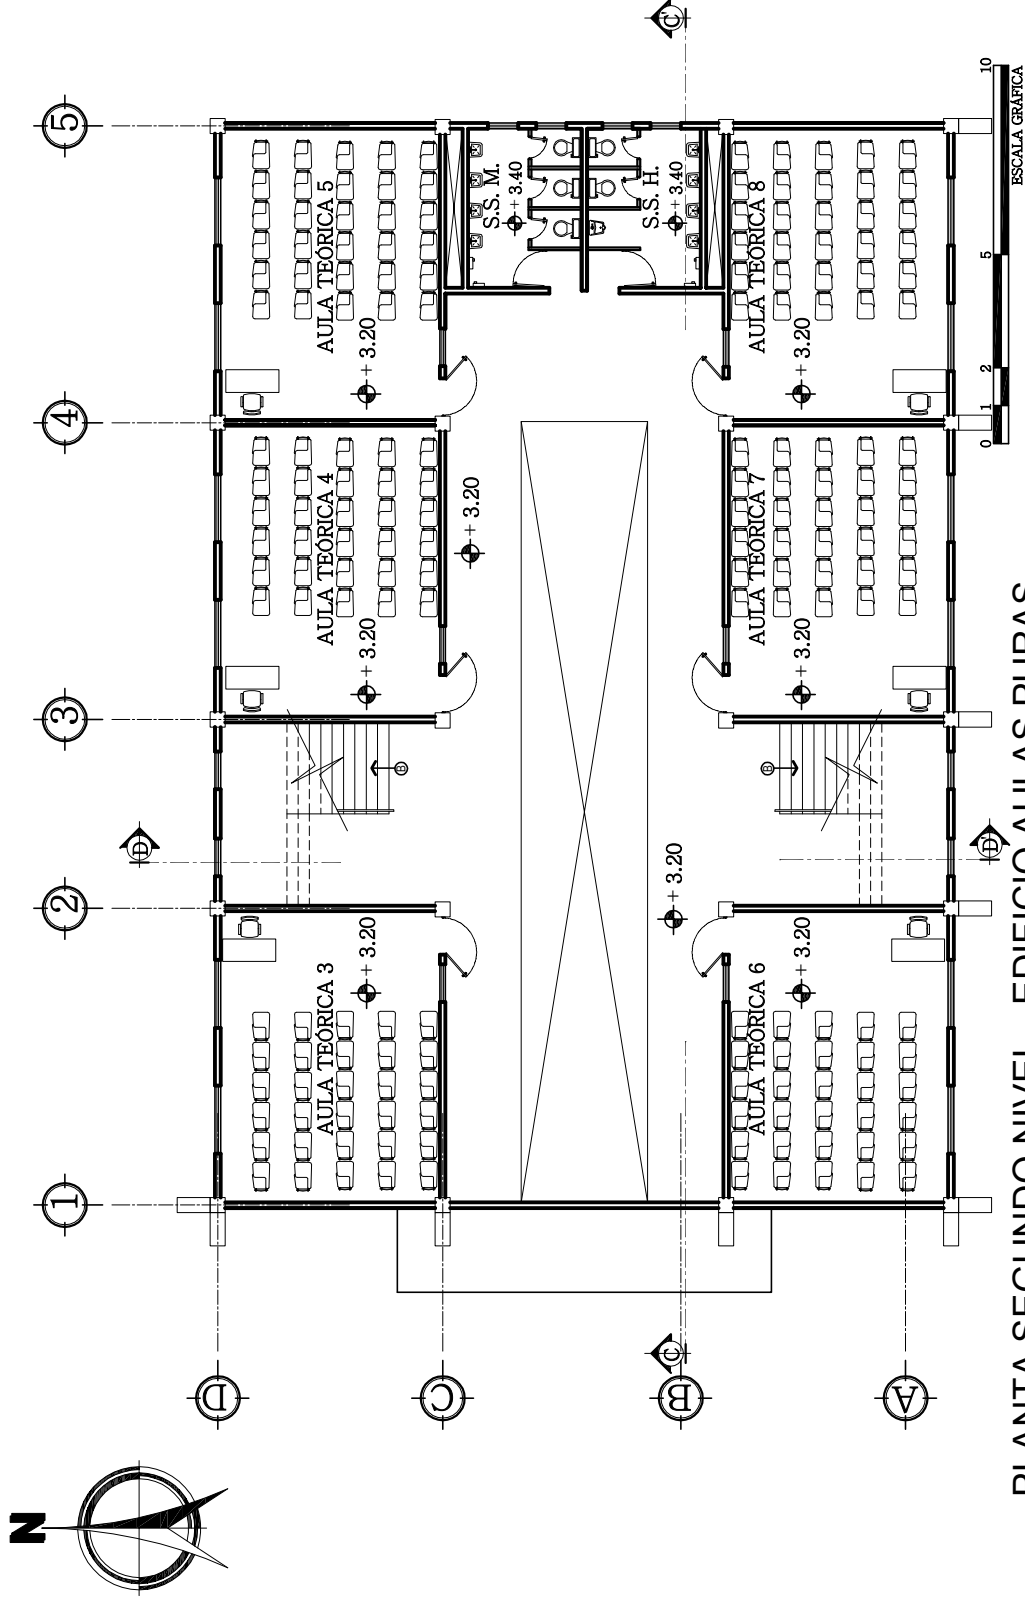 N
1
2
3
4
5
D
C
B
A
D
D'
C
C'
B
B
AULA TEÓRICA 3
+ 3.20
AULA TEÓRICA 4
+ 3.20
AULA TEÓRICA 5
+ 3.20
S.S. M.
+ 3.40
S.S. H.
+ 3.40
+ 3.20
+ 3.20
AULA TEÓRICA 6
+ 3.20
AULA TEÓRICA 7
+ 3.20
AULA TEÓRICA 8
+ 3.20
0 1 2 5 10
ESCALA GRÁFICA
PLANTA SEGUNDO NIVEL EDIFICIO AULAS PURAS